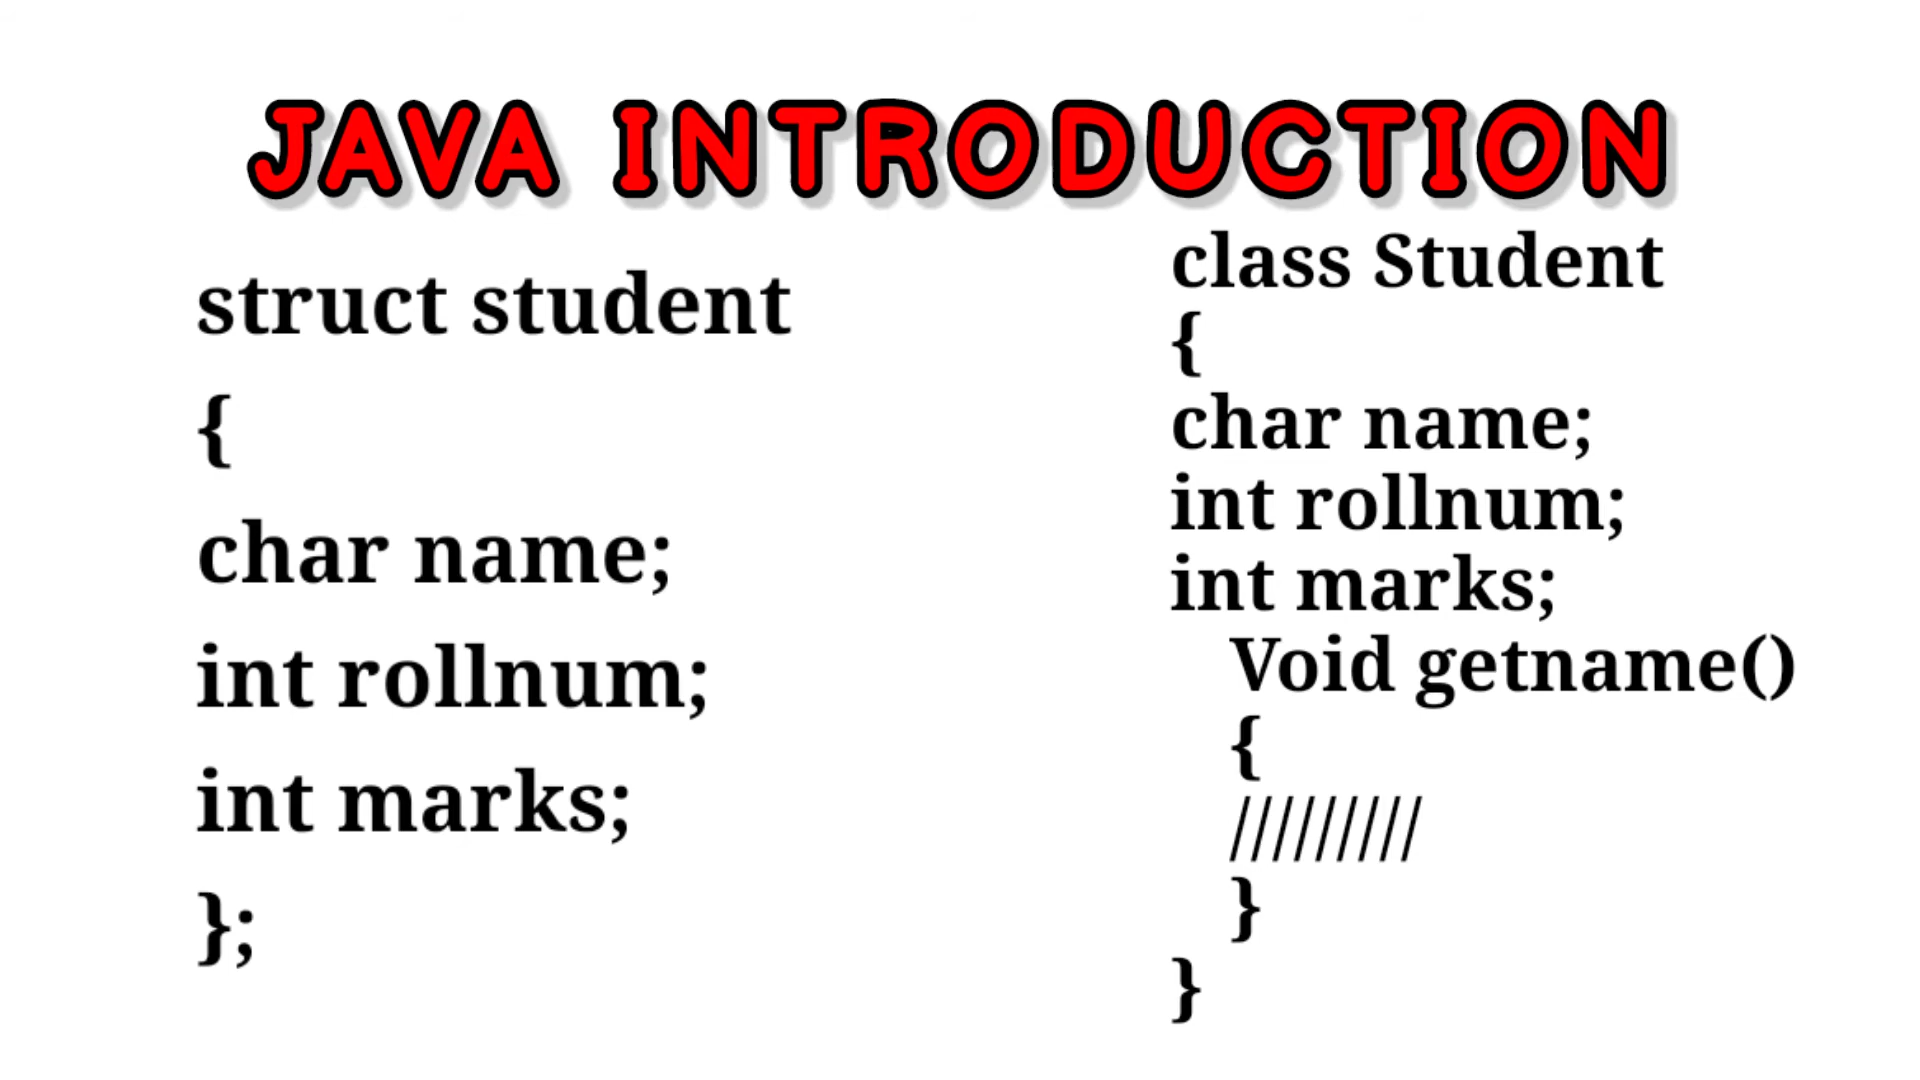 JAVA INTRODUCTION
struct student
{
char name;
int rollnum;
int marks;
};
class Student
{
char name;
int rollnum;
int marks;
Void getname()
{
/////////
}
}